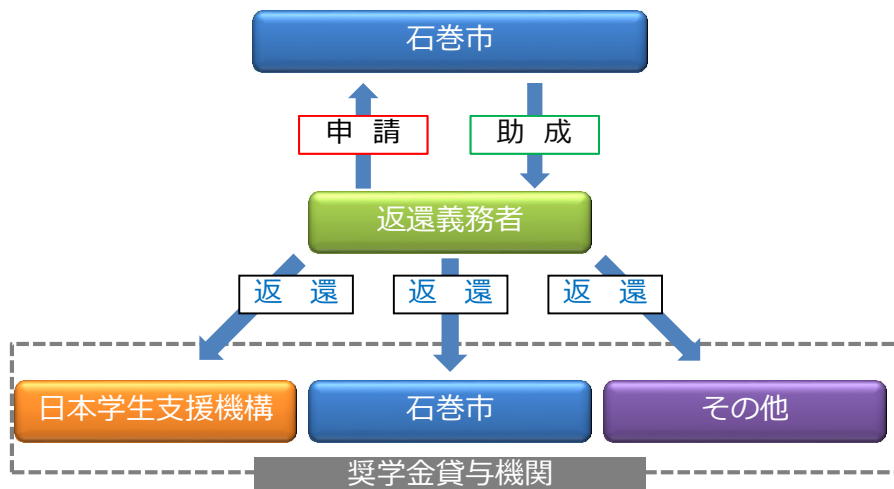 石巻市
申 請
助 成
返還義務者
返 還
返 還
返 還
日本学生支援機構
石巻市
その他
奨学金貸与機関